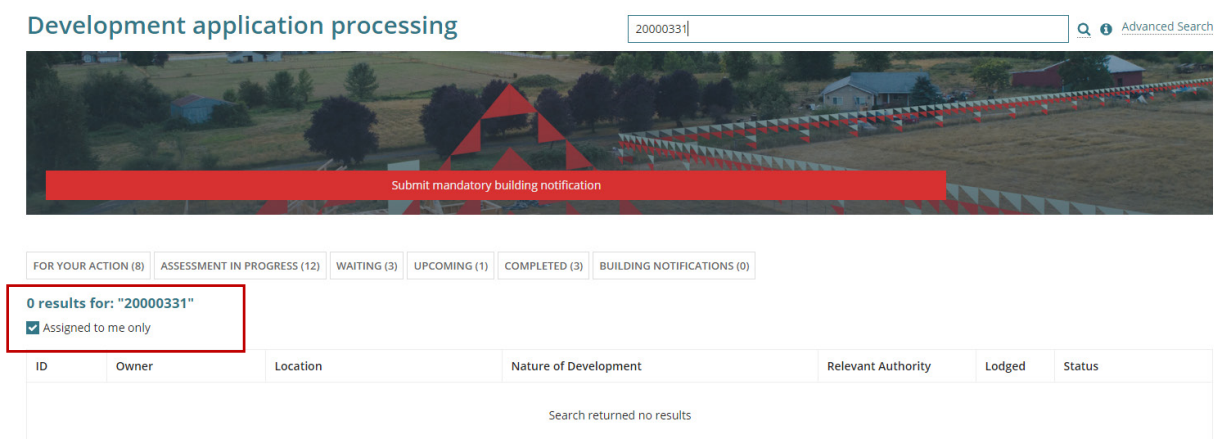 Development application processing
20000331
Advanced Search
Submit mandatory building notification
FOR YOUR ACTION (8) ASSESSMENT IN PROGRESS (12) WAITING (3) UPCOMING (1) COMPLETED (3) BUILDING NOTIFICATIONS (0)
0 results for: "20000331"
Assigned to me only
ID Owner Location Nature of Development Relevant Authority Lodged Status
Search returned no results